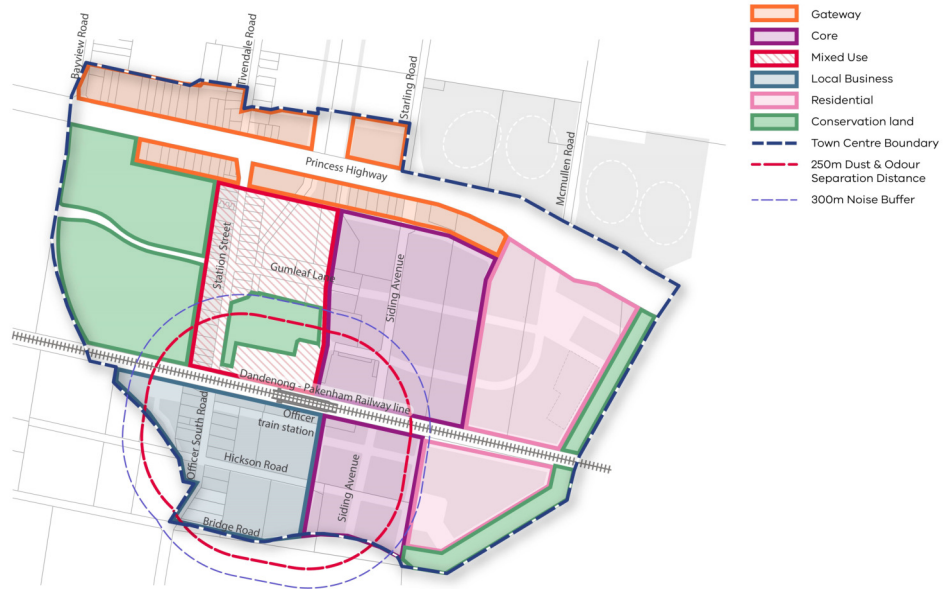 Bayview Road
Tivendale Road
Starling Road
Mcmullen Road
Princess Highway
Station Street
Gumleaf Lane
Siding Avenue
Dandenong - Pakenham Railway line
Officer
train station
Officer South Road
Hickson Road
Siding Avenue
Bridge Road
Gateway
Core
Mixed Use
Local Business
Residential
Conservation land
Town Centre Boundary
250m Dust & Odour
Separation Distance
300m Noise Buffer